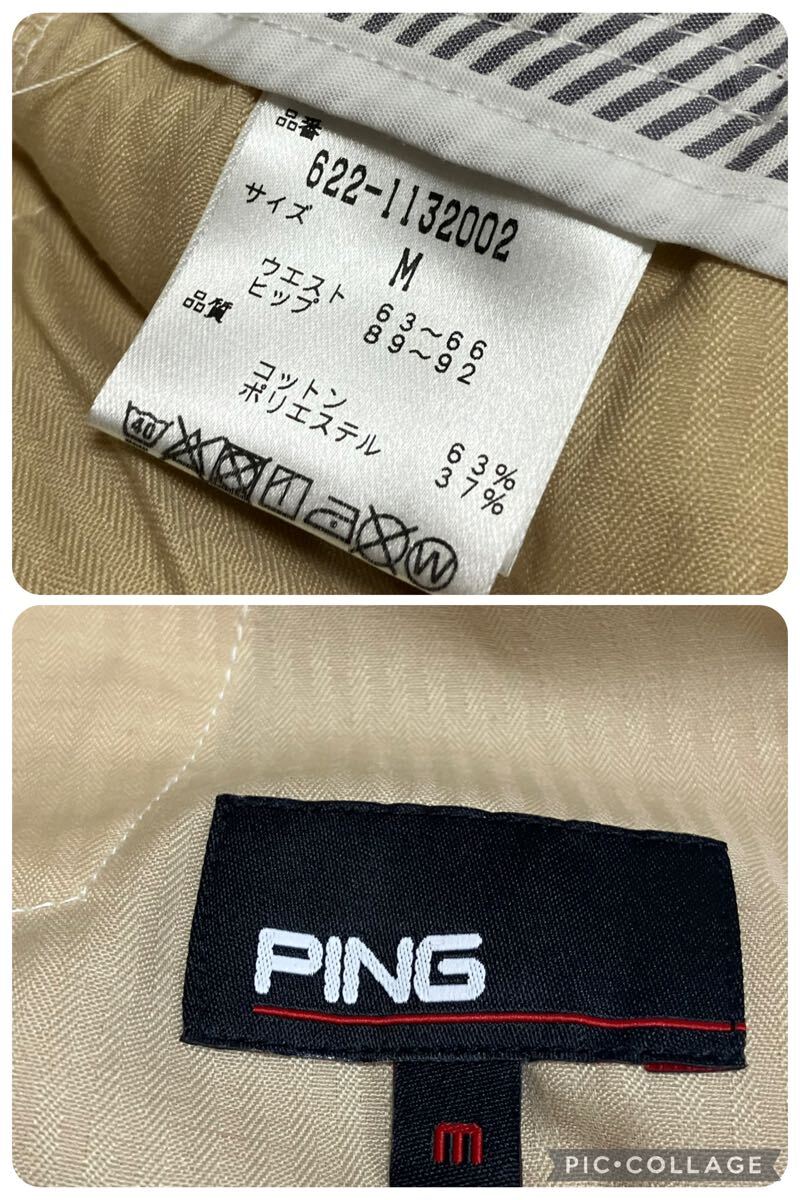 品番
622-1132002
サイズ
M
ウエスト 63～66
ヒップ 89～92
品質
コットン 63%
ポリエステル 37%
40
W
PING
m
PIC•COLLAGE